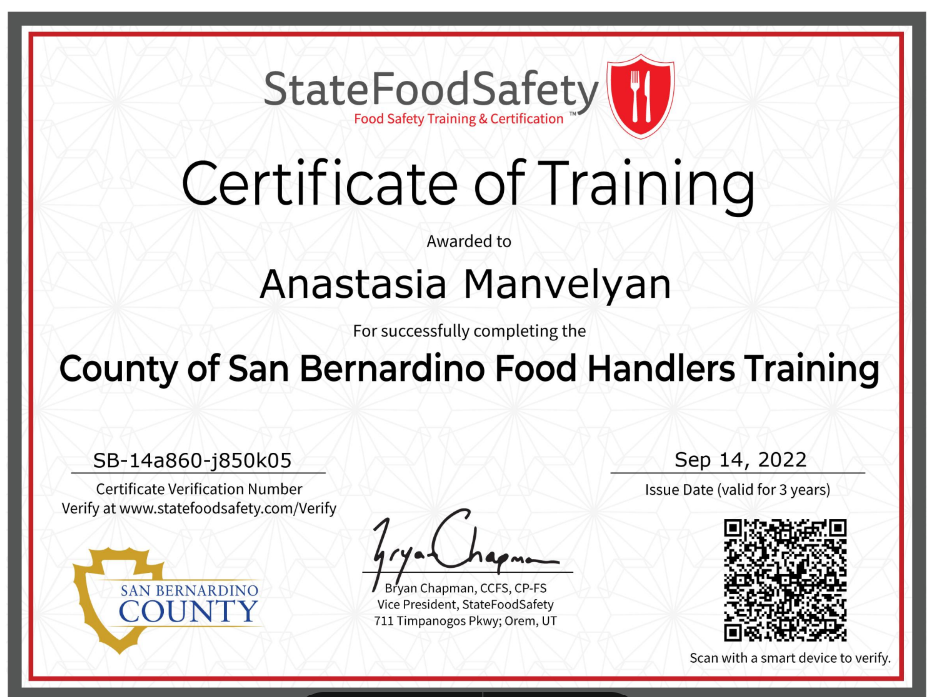 StateFoodSafety
Food Safety Training & Certification ™
Certificate of Training
Awarded to
Anastasia Manvelyan
For successfully completing the
County of San Bernardino Food Handlers Training
SB-14a860-j850k05
Certificate Verification Number
Verify at www.statefoodsafety.com/Verify
Sep 14, 2022
Issue Date (valid for 3 years)
Bryan Chapman
Bryan Chapman, CCFS, CP-FS
Vice President, StateFoodSafety
711 Timpanogos Pkwy; Orem, UT
SAN BERNARDINO
COUNTY
Scan with a smart device to verify.